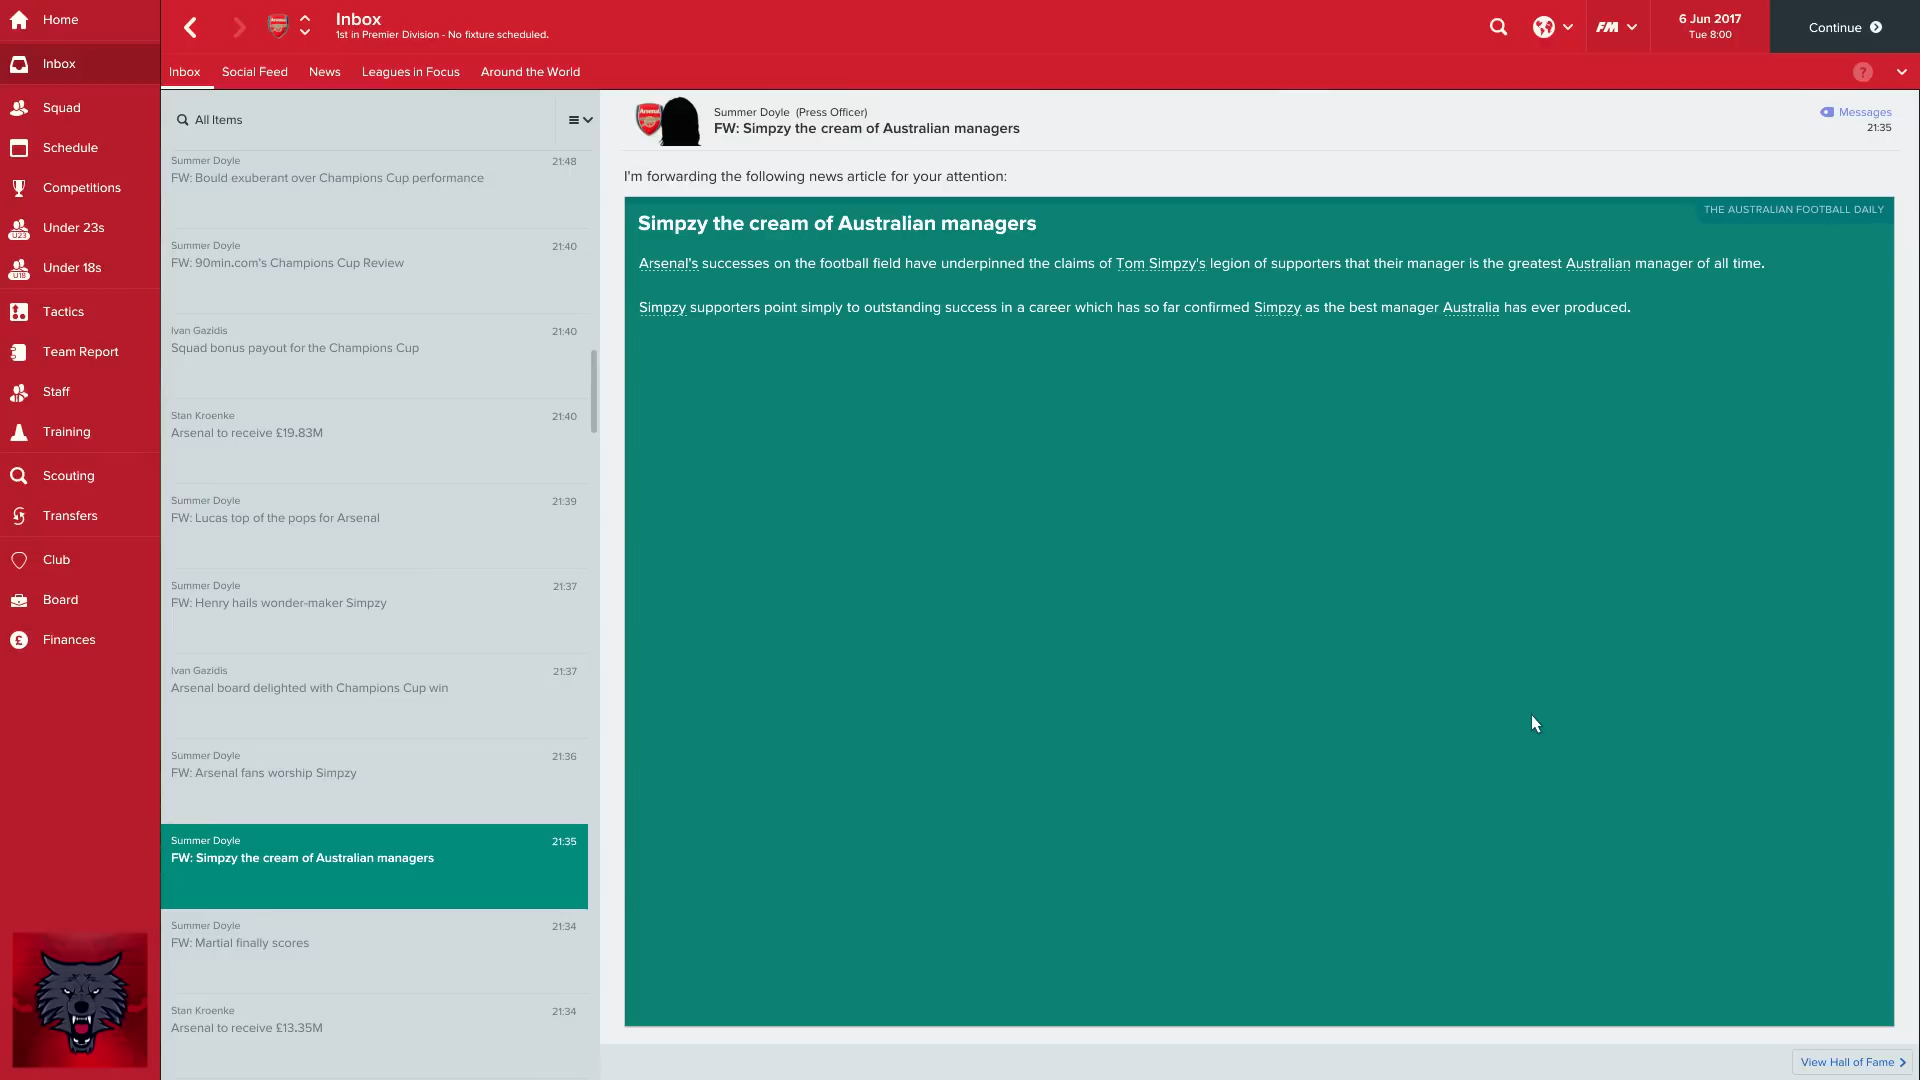 Home
Inbox
Squad
Schedule
Competitions
Under 23s
Under 18s
Tactics
Team Report
Staff
Training
Scouting
Transfers
Club
Board
Finances
Inbox
1st in Premier Division - No fixture scheduled.
FM
6 Jun 2017
Tue 8:00
Continue
Inbox
Social Feed
News
Leagues in Focus
Around the World
?
All Items
Summer Doyle 21:48
FW: Bould exuberant over Champions Cup performance
Summer Doyle 21:40
FW: 90min.com's Champions Cup Review
Ivan Gazidis 21:40
Squad bonus payout for the Champions Cup
Stan Kroenke 21:40
Arsenal to receive £19.83M
Summer Doyle 21:39
FW: Lucas top of the pops for Arsenal
Summer Doyle 21:37
FW: Henry hails wonder-maker Simpzy
Ivan Gazidis 21:37
Arsenal board delighted with Champions Cup win
Summer Doyle 21:36
FW: Arsenal fans worship Simpzy
Summer Doyle 21:35
FW: Simpzy the cream of Australian managers
Summer Doyle 21:34
FW: Martial finally scores
Stan Kroenke 21:34
Arsenal to receive £13.35M
Arsenal
Summer Doyle (Press Officer)
FW: Simpzy the cream of Australian managers
Messages
21:35
I'm forwarding the following news article for your attention:
THE AUSTRALIAN FOOTBALL DAILY
Simpzy the cream of Australian managers
Arsenal's successes on the football field have underpinned the claims of Tom Simpzy's legion of supporters that their manager is the greatest Australian manager of all time.
Simpzy supporters point simply to outstanding success in a career which has so far confirmed Simpzy as the best manager Australia has ever produced.
View Hall of Fame